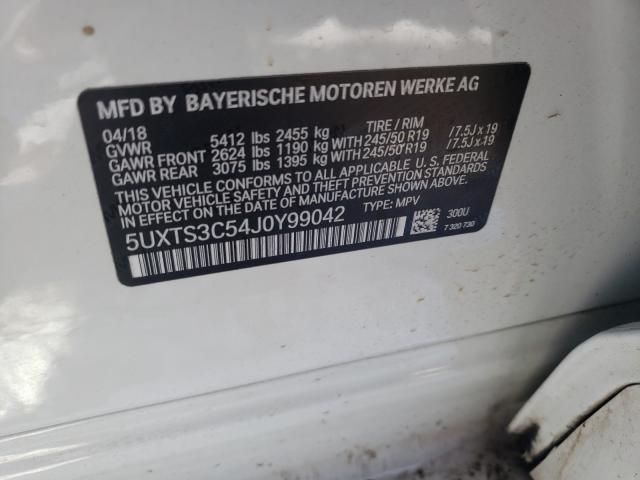 MFD BY BAYERISCHE MOTOREN WERKE AG
04/18 TIRE / RIM
GVWR 5412 lbs 2455 kg
GAWR FRONT 2624 lbs 1190 kg WITH 245/50 R19 /7.5J x 19
GAWR REAR 3075 lbs 1395 kg WITH 245/50 R19 /7.5J x 19
THIS VEHICLE CONFORMS TO ALL APPLICABLE U.S. FEDERAL
MOTOR VEHICLE SAFETY AND THEFT PREVENTION STANDARDS
IN EFFECT ON THE DATE OF MANUFACTURE SHOWN ABOVE.
5UXTS3C54J0Y99042 TYPE: MPV 300U
7 320 730